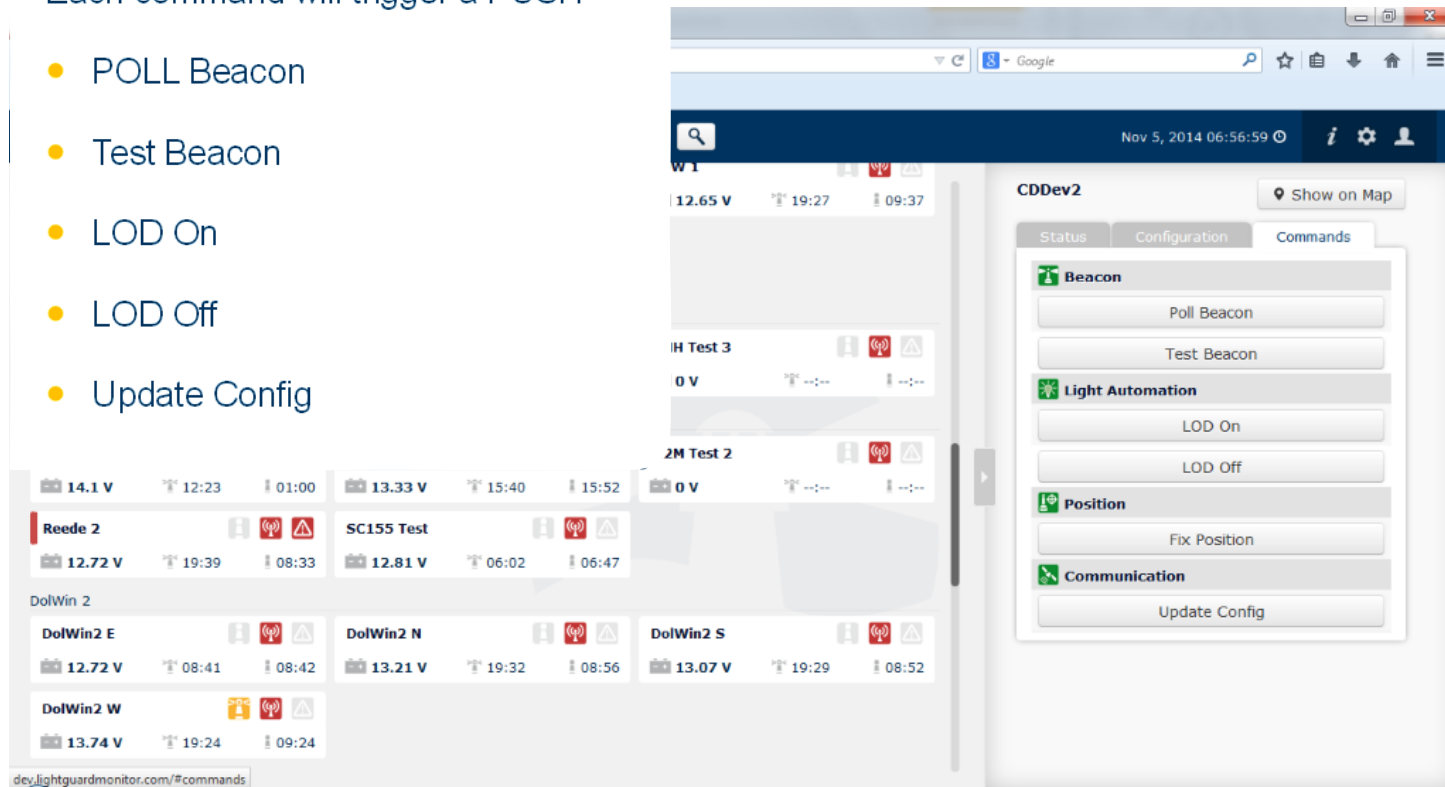 POLL Beacon
Test Beacon
LOD On
LOD Off
Update Config
Google
Nov 5, 2014 06:56:59
12.65 V 19:27 09:37
Test 3
0 V --:-- --:--
2M Test 2
14.1 V 12:23 01:00 13.33 V 15:40 15:52 0 V --:-- --:--
Reede 2 SC155 Test
12.72 V 19:39 08:33 12.81 V 06:02 06:47
DolWin 2
DolWin2 E DolWin2 N DolWin2 S
12.72 V 08:41 08:42 13.21 V 19:32 08:56 13.07 V 19:29 08:52
DolWin2 W
13.74 V 19:24 09:24
dev.lightguardmonitor.com/#commands
CDDev2 Show on Map
Status Configuration Commands
Beacon
Poll Beacon
Test Beacon
Light Automation
LOD On
LOD Off
Position
Fix Position
Communication
Update Config